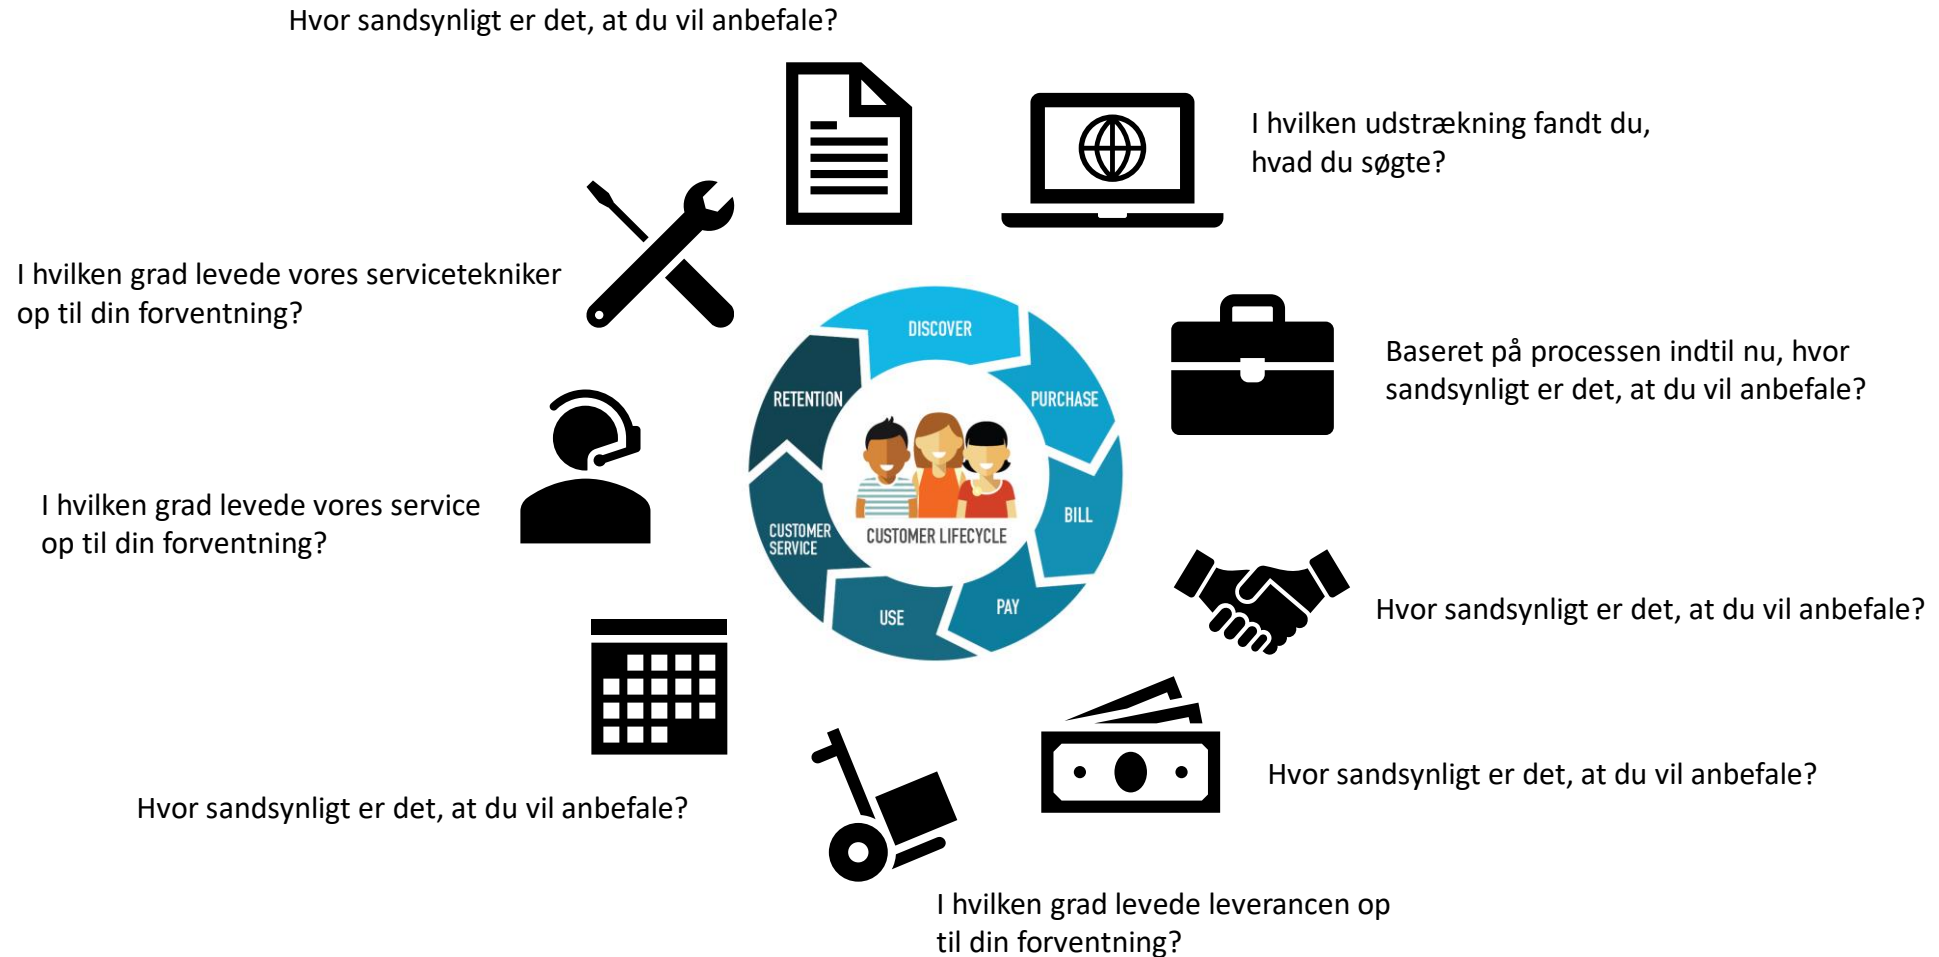 Hvor sandsynligt er det, at du vil anbefale?
I hvilken udstrækning fandt du,
hvad du søgte?
I hvilken grad levede vores servicetekniker
op til din forventning?
Baseret på processen indtil nu, hvor
sandsynligt er det, at du vil anbefale?
DISCOVER
PURCHASE
BILL
PAY
USE
CUSTOMER
SERVICE
RETENTION
CUSTOMER LIFECYCLE
I hvilken grad levede vores service
op til din forventning?
Hvor sandsynligt er det, at du vil anbefale?
Hvor sandsynligt er det, at du vil anbefale?
Hvor sandsynligt er det, at du vil anbefale?
I hvilken grad levede leverancen op
til din forventning?